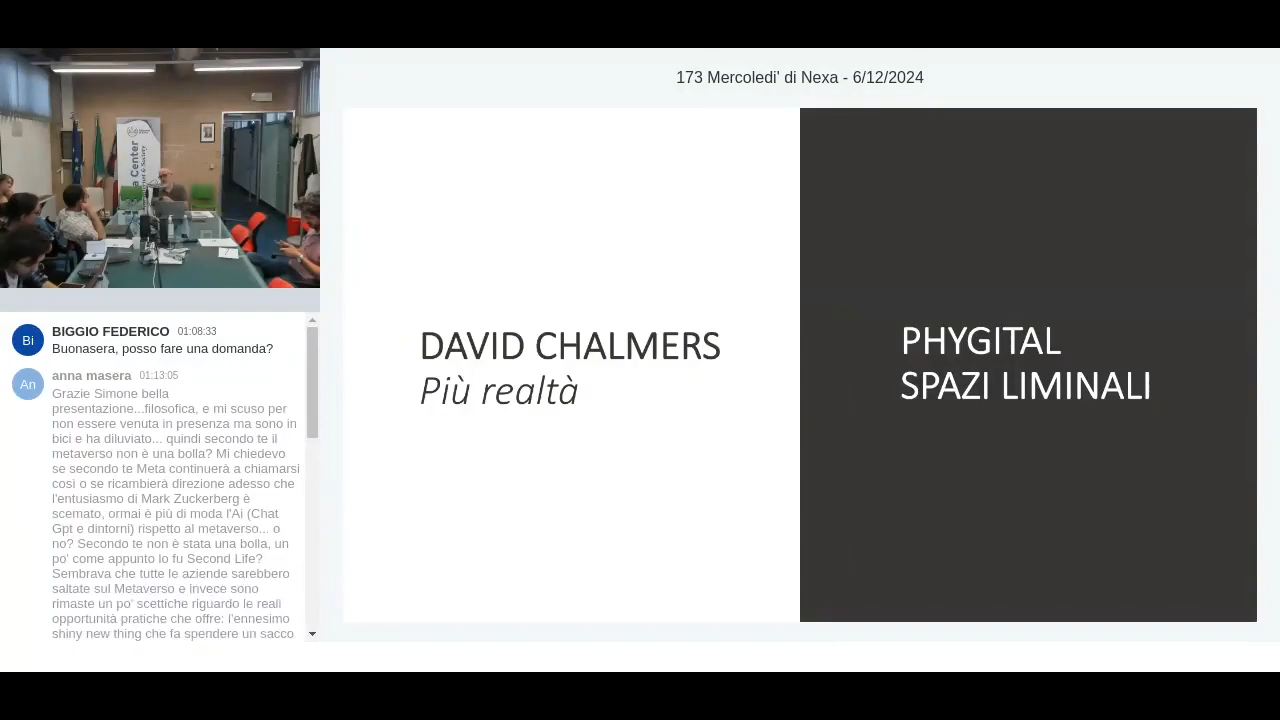 173 Mercoledi' di Nexa - 6/12/2024
a Center
Internet & Society
Bi
BIGGIO FEDERICO 01:08:33
Buonasera, posso fare una domanda?
An
anna masera 01:13:05
Grazie Simone bella
presentazione...filosofica, e mi scuso per
non essere venuta in presenza ma sono in
bici e ha diluviato... quindi secondo te il
metaverso non è una bolla? Mi chiedevo
se secondo te Meta continuerà a chiamarsi
così o se ricambierà direzione adesso che
l'entusiasmo di Mark Zuckerberg è
scemato, ormai è più di moda l'Ai (Chat
Gpt e dintorni) rispetto al metaverso... o
no? Secondo te non è stata una bolla, un
po' come appunto lo fu Second Life?
Sembrava che tutte le aziende sarebbero
saltate sul Metaverso e invece sono
rimaste un po' scettiche riguardo le reali
opportunità pratiche che offre: l'ennesimo
shiny new thing che fa spendere un sacco
DAVID CHALMERS
Più realtà
PHYGITAL
SPAZI LIMINALI